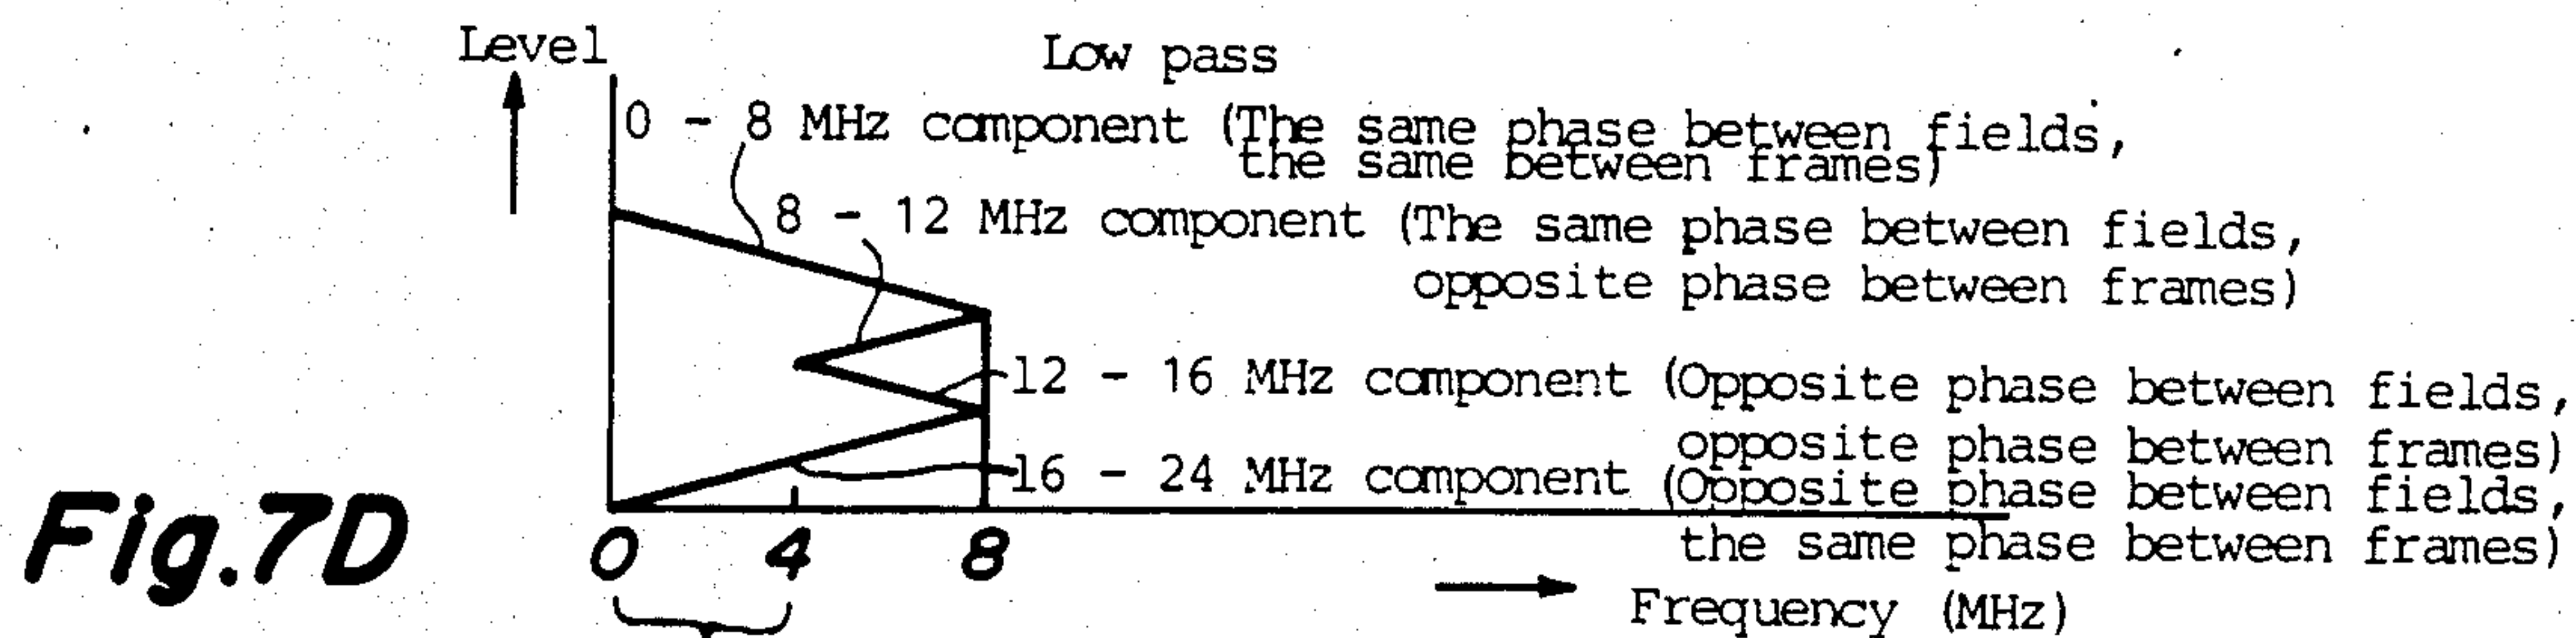 Level
Low pass
0 - 8 MHz component (The same phase between fields,
the same between frames)
8 - 12 MHz component (The same phase between fields,
opposite phase between frames)
12 - 16 MHz component (Opposite phase between fields,
opposite phase between frames)
16 - 24 MHz component (Opposite phase between fields,
the same phase between frames)
Fig.7D
0 4 8
Frequency (MHz)